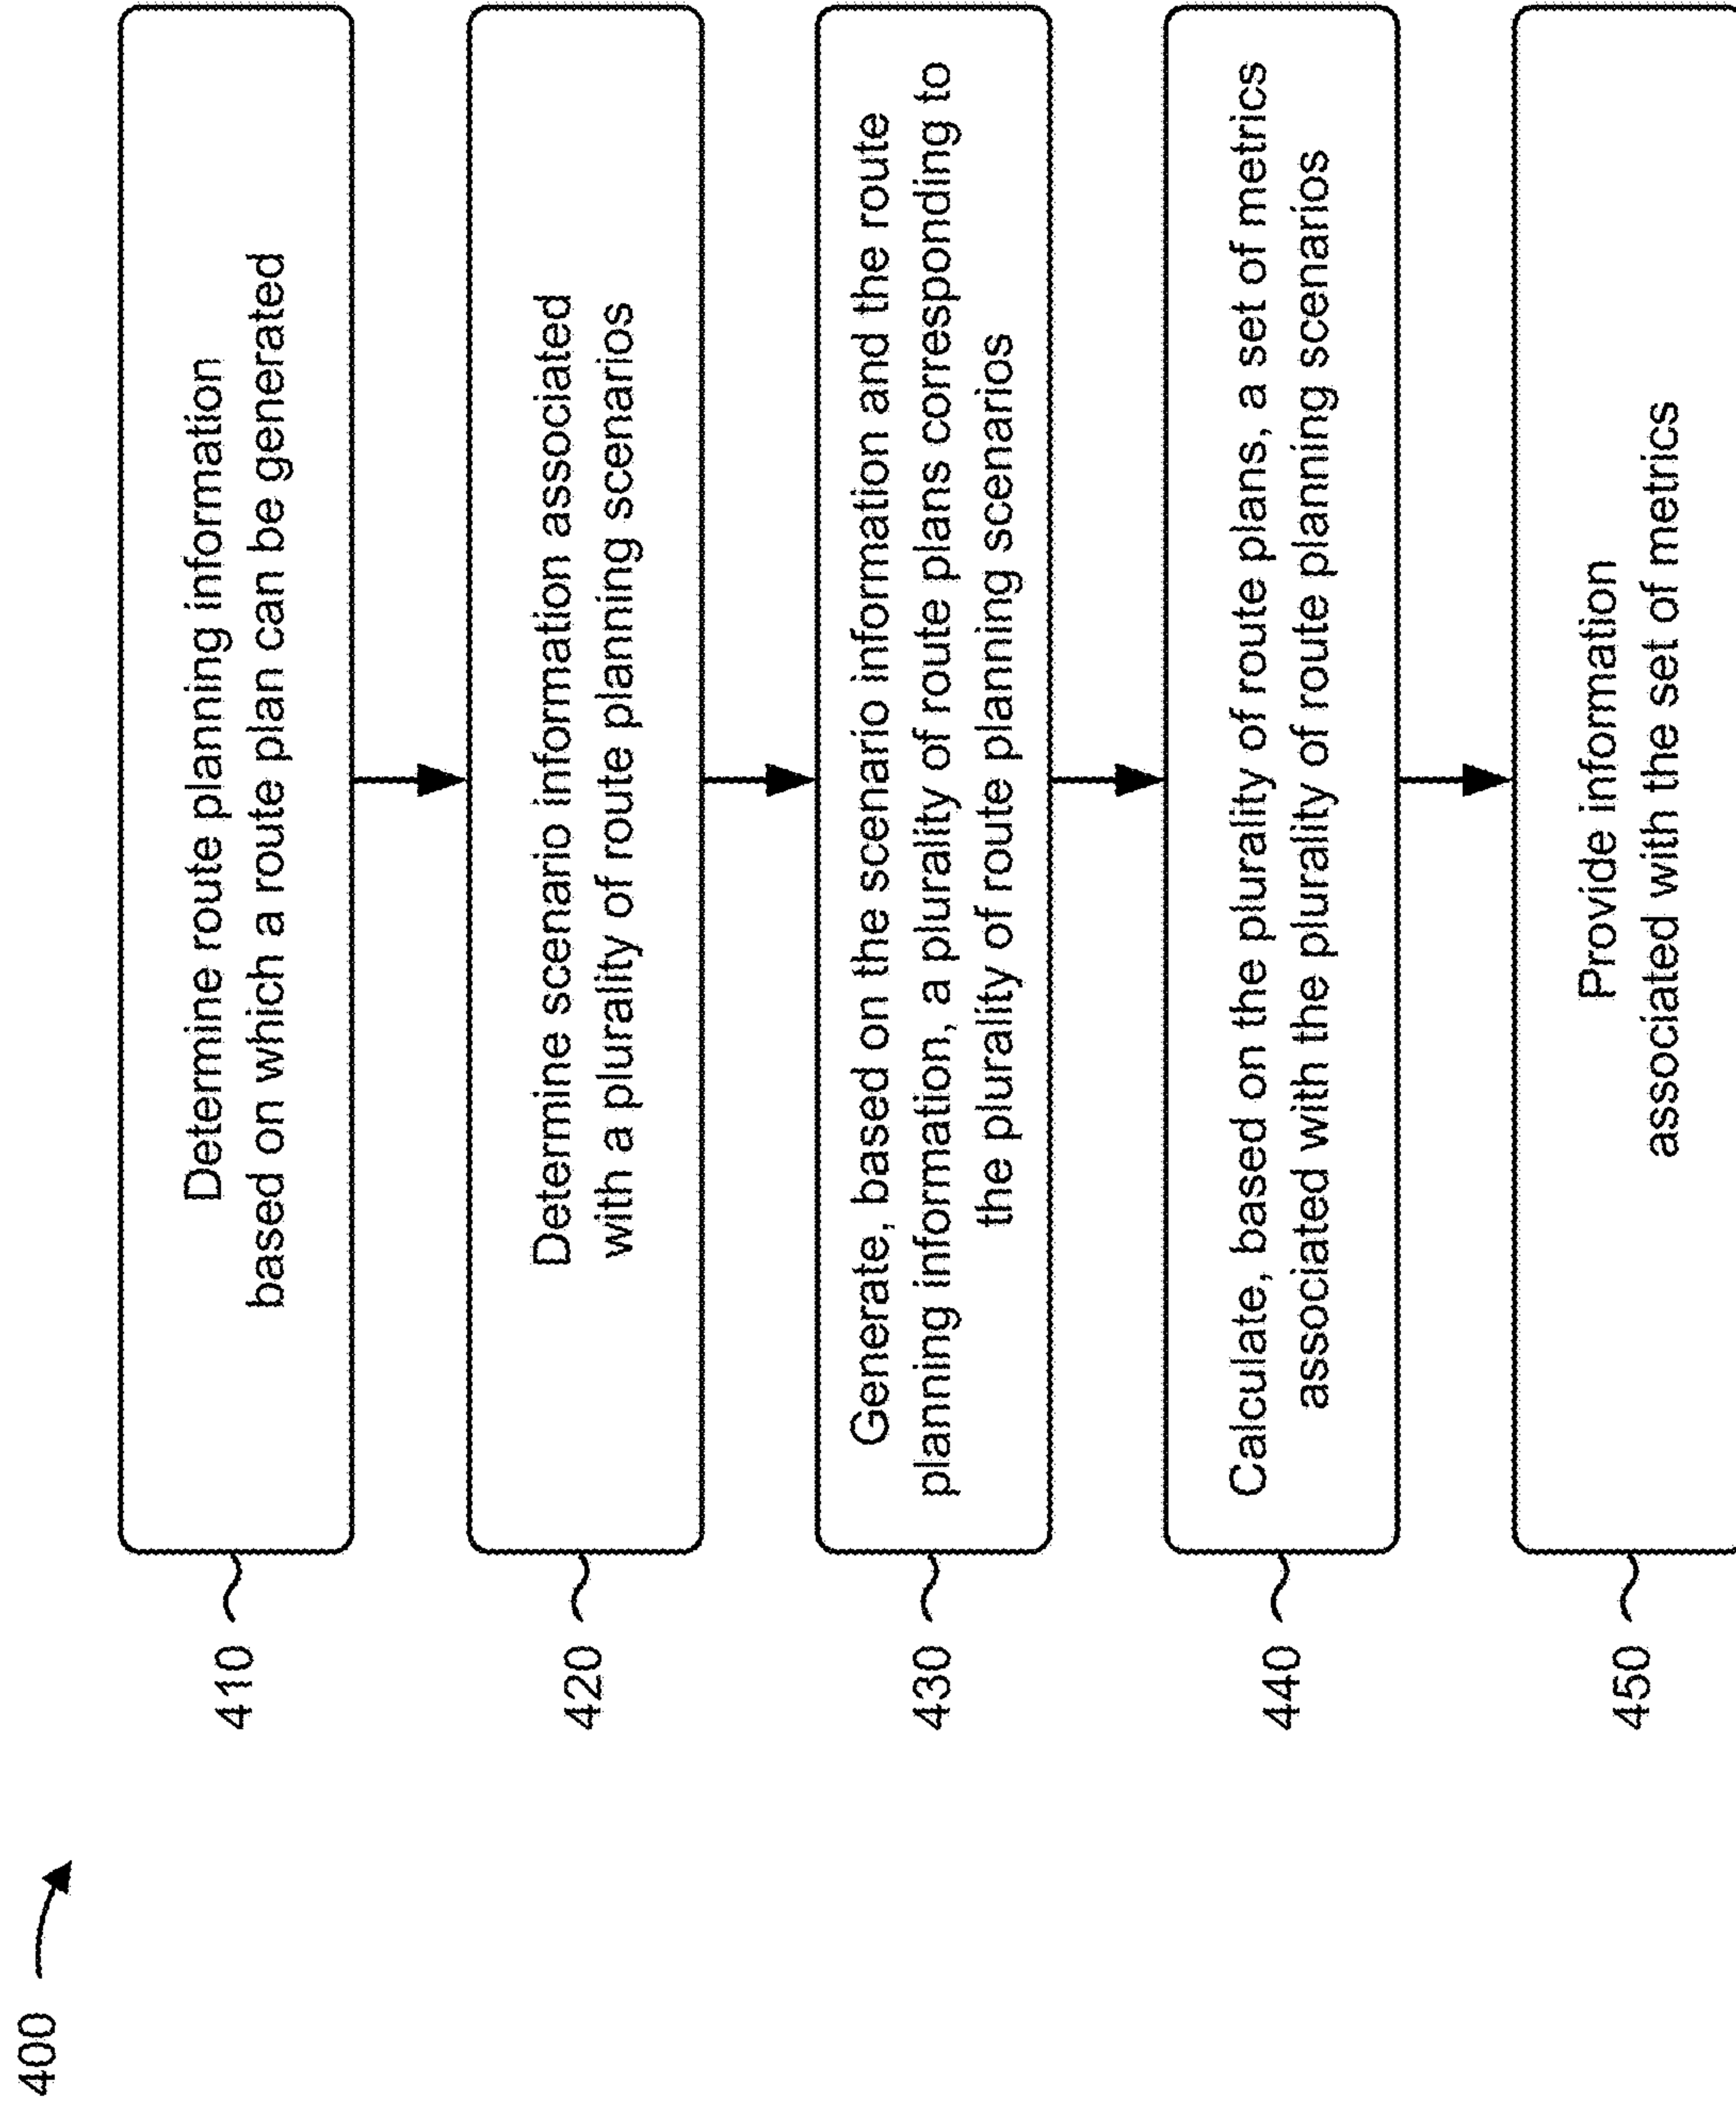 400
410
Determine route planning information
based on which a route plan can be generated
420
Determine scenario information associated
with a plurality of route planning scenarios
430
Generate, based on the scenario information and the route
planning information, a plurality of route plans corresponding to
the plurality of route planning scenarios
440
Calculate, based on the plurality of route plans, a set of metrics
associated with the plurality of route planning scenarios
450
Provide information
associated with the set of metrics